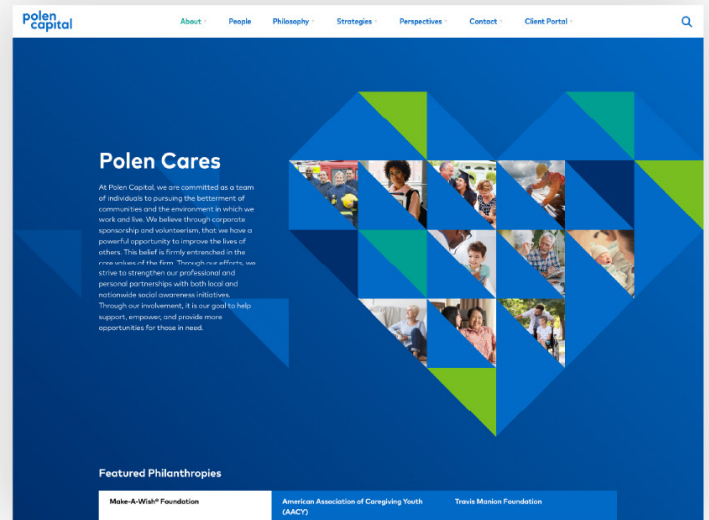 polen
capital
About
People
Philosophy
Strategies
Perspectives
Contact
Client Portal
Polen Cares
At Polen Capital, we are committed as a team
of individuals to pursuing the betterment of
communities and the environment in which we
work and live. We believe through corporate
sponsorship and volunteerism, that we have a
powerful opportunity to improve the lives of
others. This belief is firmly entrenched in the
core values of the firm. Through our efforts, we
strive to strengthen our professional and
personal partnerships with both local and
nationwide social awareness initiatives.
Through our involvement, it is our goal to help
support, empower, and provide more
opportunities for those in need.
Featured Philanthropies
Make-A-Wish® Foundation
American Association of Caregiving Youth
(AACY)
Travis Manion Foundation